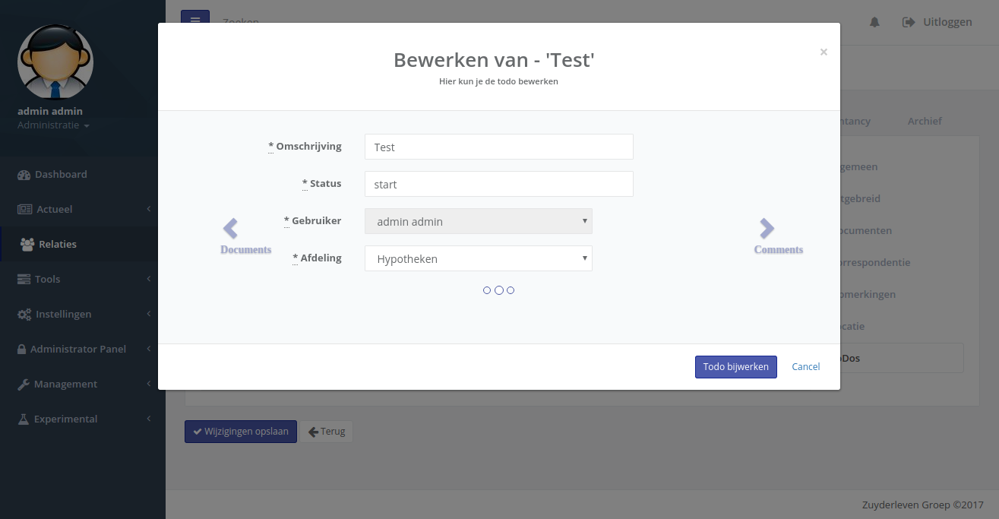 Zoeken
Uitloggen
admin admin
Administratie
Dashboard
Actueel
Relaties
Tools
Instellingen
Administrator Panel
Management
Experimental
Bewerken van - 'Test'
×
Hier kun je de todo bewerken
* Omschrijving
Test
* Status
start
* Gebruiker
admin admin
* Afdeling
Hypotheken
Documents
Comments
Todo bijwerken
Cancel
ntancy
Archief
gemeen
tgebreid
ocumenten
orrespondentie
pmerkingen
ocatie
oDos
Wijzigingen opslaan
Terug
Zuyderleven Groep ©2017